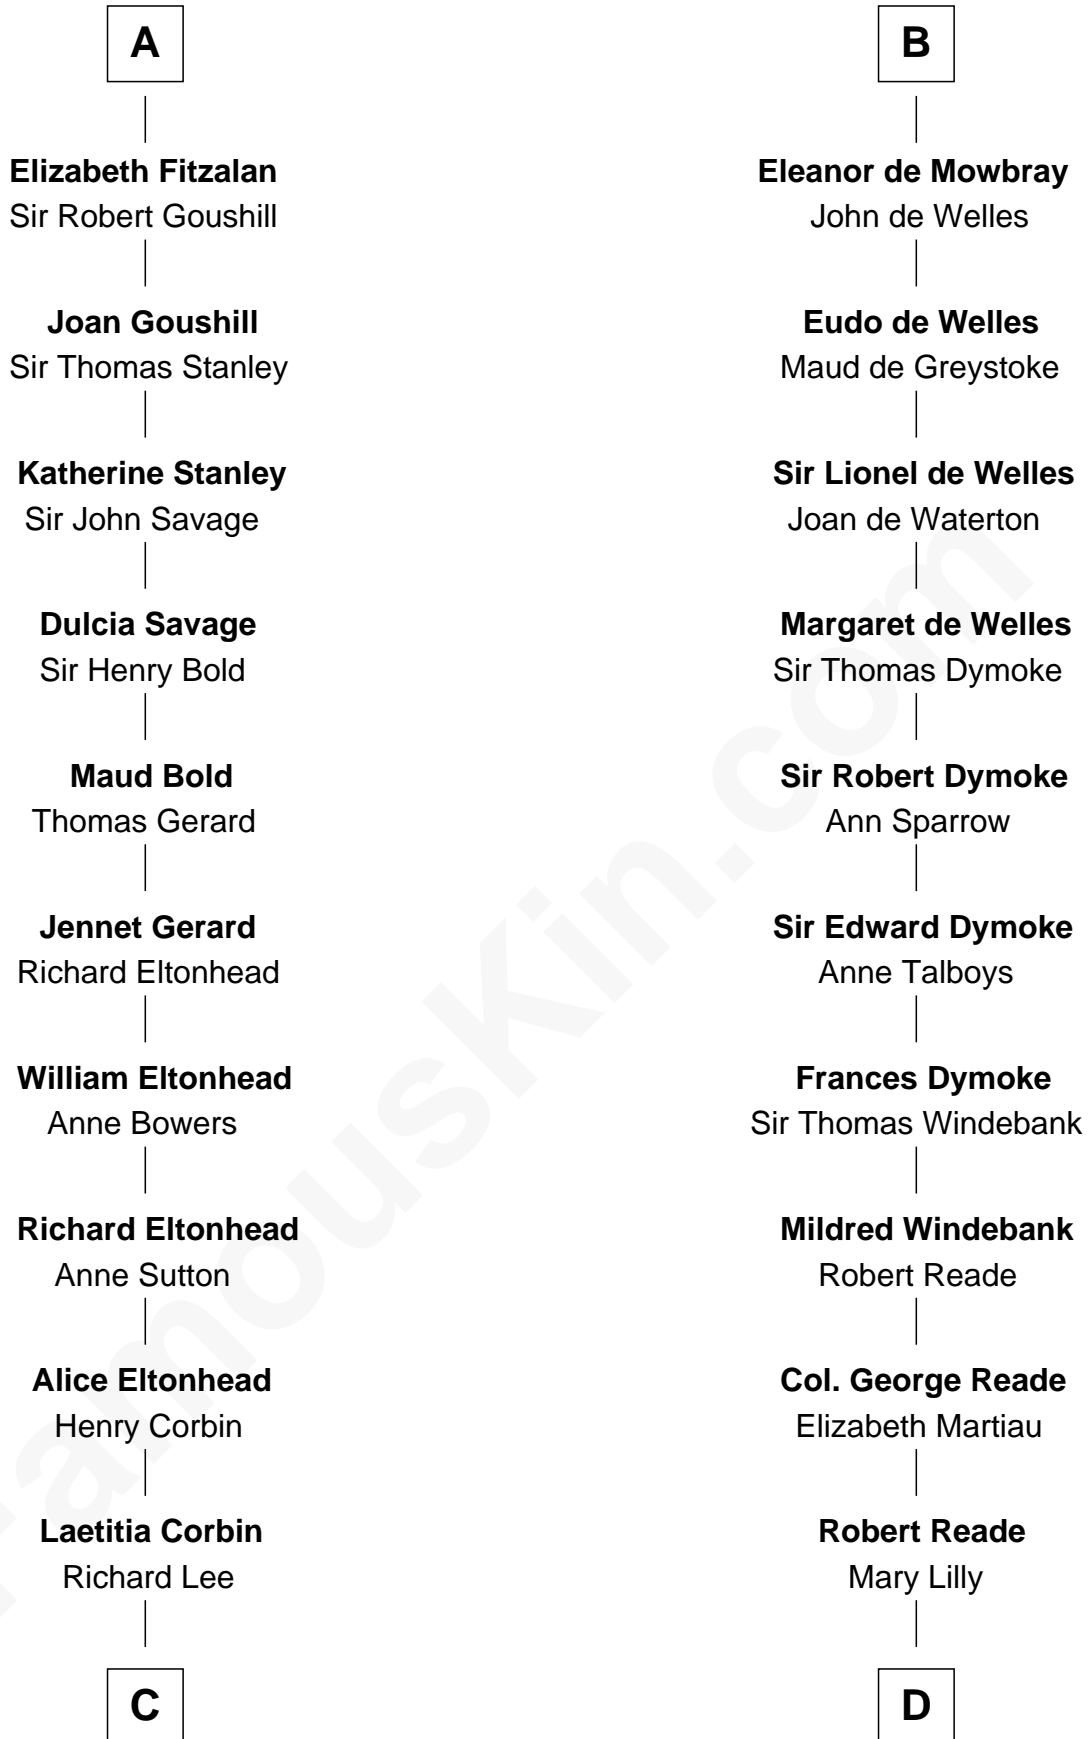 A
Elizabeth Fitzalan
Sir Robert Goushill
Joan Goushill
Sir Thomas Stanley
Katherine Stanley
Sir John Savage
Dulcia Savage
Sir Henry Bold
Maud Bold
Thomas Gerard
Jennet Gerard
Richard Eltonhead
William Eltonhead
Anne Bowers
Richard Eltonhead
Anne Sutton
Alice Eltonhead
Henry Corbin
Laetitia Corbin
Richard Lee
C
B
Eleanor de Mowbray
John de Welles
Eudo de Welles
Maud de Greystoke
Sir Lionel de Welles
Joan de Waterton
Margaret de Welles
Sir Thomas Dymoke
Sir Robert Dymoke
Ann Sparrow
Sir Edward Dymoke
Anne Talboys
Frances Dymoke
Sir Thomas Windebank
Mildred Windebank
Robert Reade
Col. George Reade
Elizabeth Martiau
Robert Reade
Mary Lilly
D
FamousKin.com